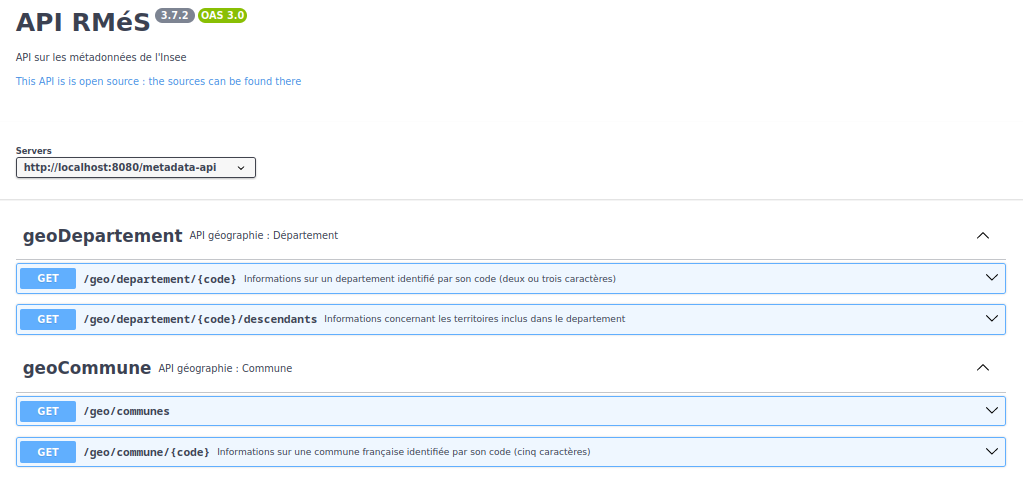 API RMéS 3.7.2 OAS 3.0
API sur les métadonnées de l'Insee
This API is is open source : the sources can be found there
Servers
http://localhost:8080/metadata-api
geoDepartement API géographie : Département
GET /geo/departement/{code} Informations sur un departement identifié par son code (deux ou trois caractères)
GET /geo/departement/{code}/descendants Informations concernant les territoires inclus dans le departement
geoCommune API géographie : Commune
GET /geo/communes
GET /geo/commune/{code} Informations sur une commune française identifiée par son code (cinq caractères)